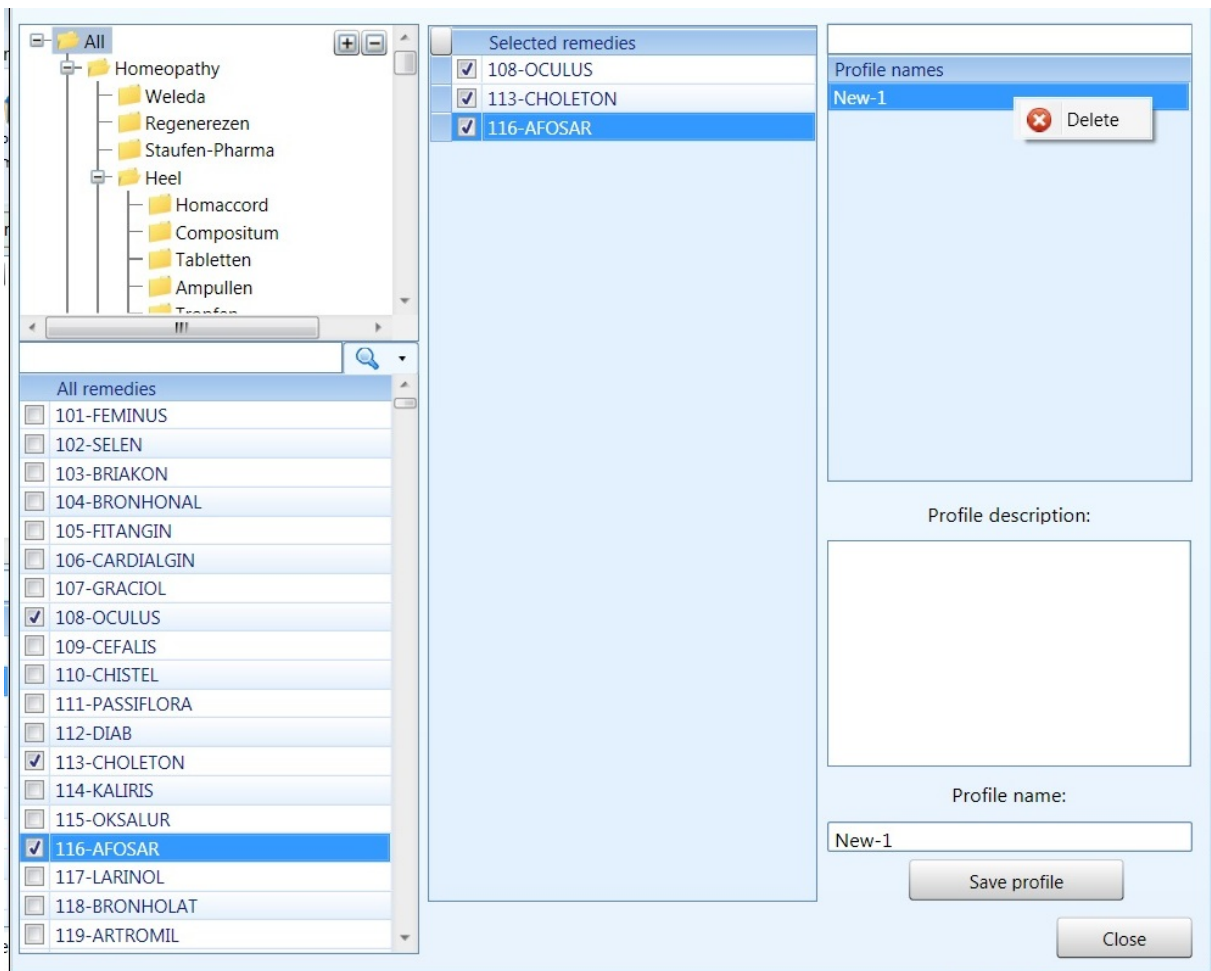 All
Homeopathy
Weleda
Regenerezen
Staufen-Pharma
Heel
Homaccord
Compositum
Tabletten
Ampullen
Tropfen
All remedies
101-FEMINUS
102-SELEN
103-BRIAKON
104-BRONHONAL
105-FITANGIN
106-CARDIALGIN
107-GRACIOL
108-OCULUS
109-CEFALIS
110-CHISTEL
111-PASSIFLORA
112-DIAB
113-CHOLETON
114-KALIRIS
115-OKSALUR
116-AFOSAR
117-LARINOL
118-BRONHOLAT
119-ARTROMIL
Selected remedies
108-OCULUS
113-CHOLETON
116-AFOSAR
Profile names
New-1
Delete
Profile description:
Profile name:
New-1
Save profile
Close